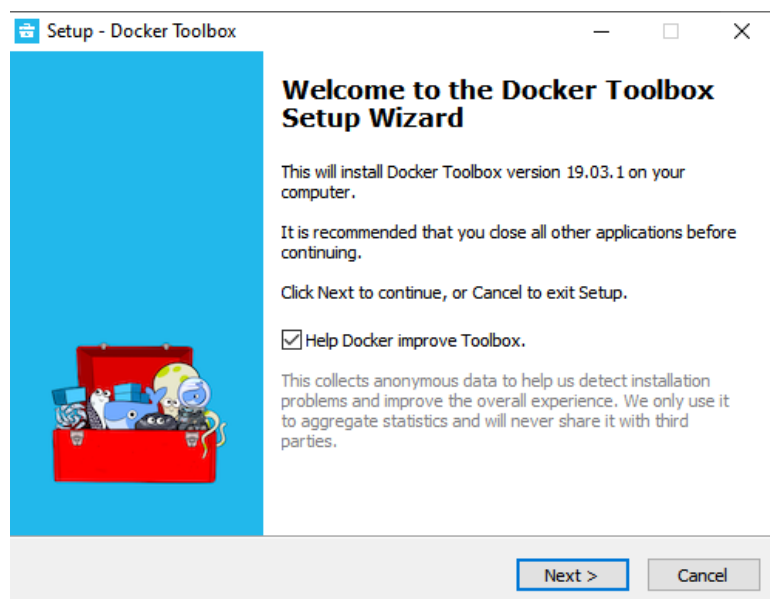 Setup - Docker Toolbox
Welcome to the Docker Toolbox
Setup Wizard
This will install Docker Toolbox version 19.03.1 on your
computer.
It is recommended that you close all other applications before
continuing.
Click Next to continue, or Cancel to exit Setup.
Help Docker improve Toolbox.
This collects anonymous data to help us detect installation
problems and improve the overall experience. We only use it
to aggregate statistics and will never share it with third
parties.
Next >
Cancel